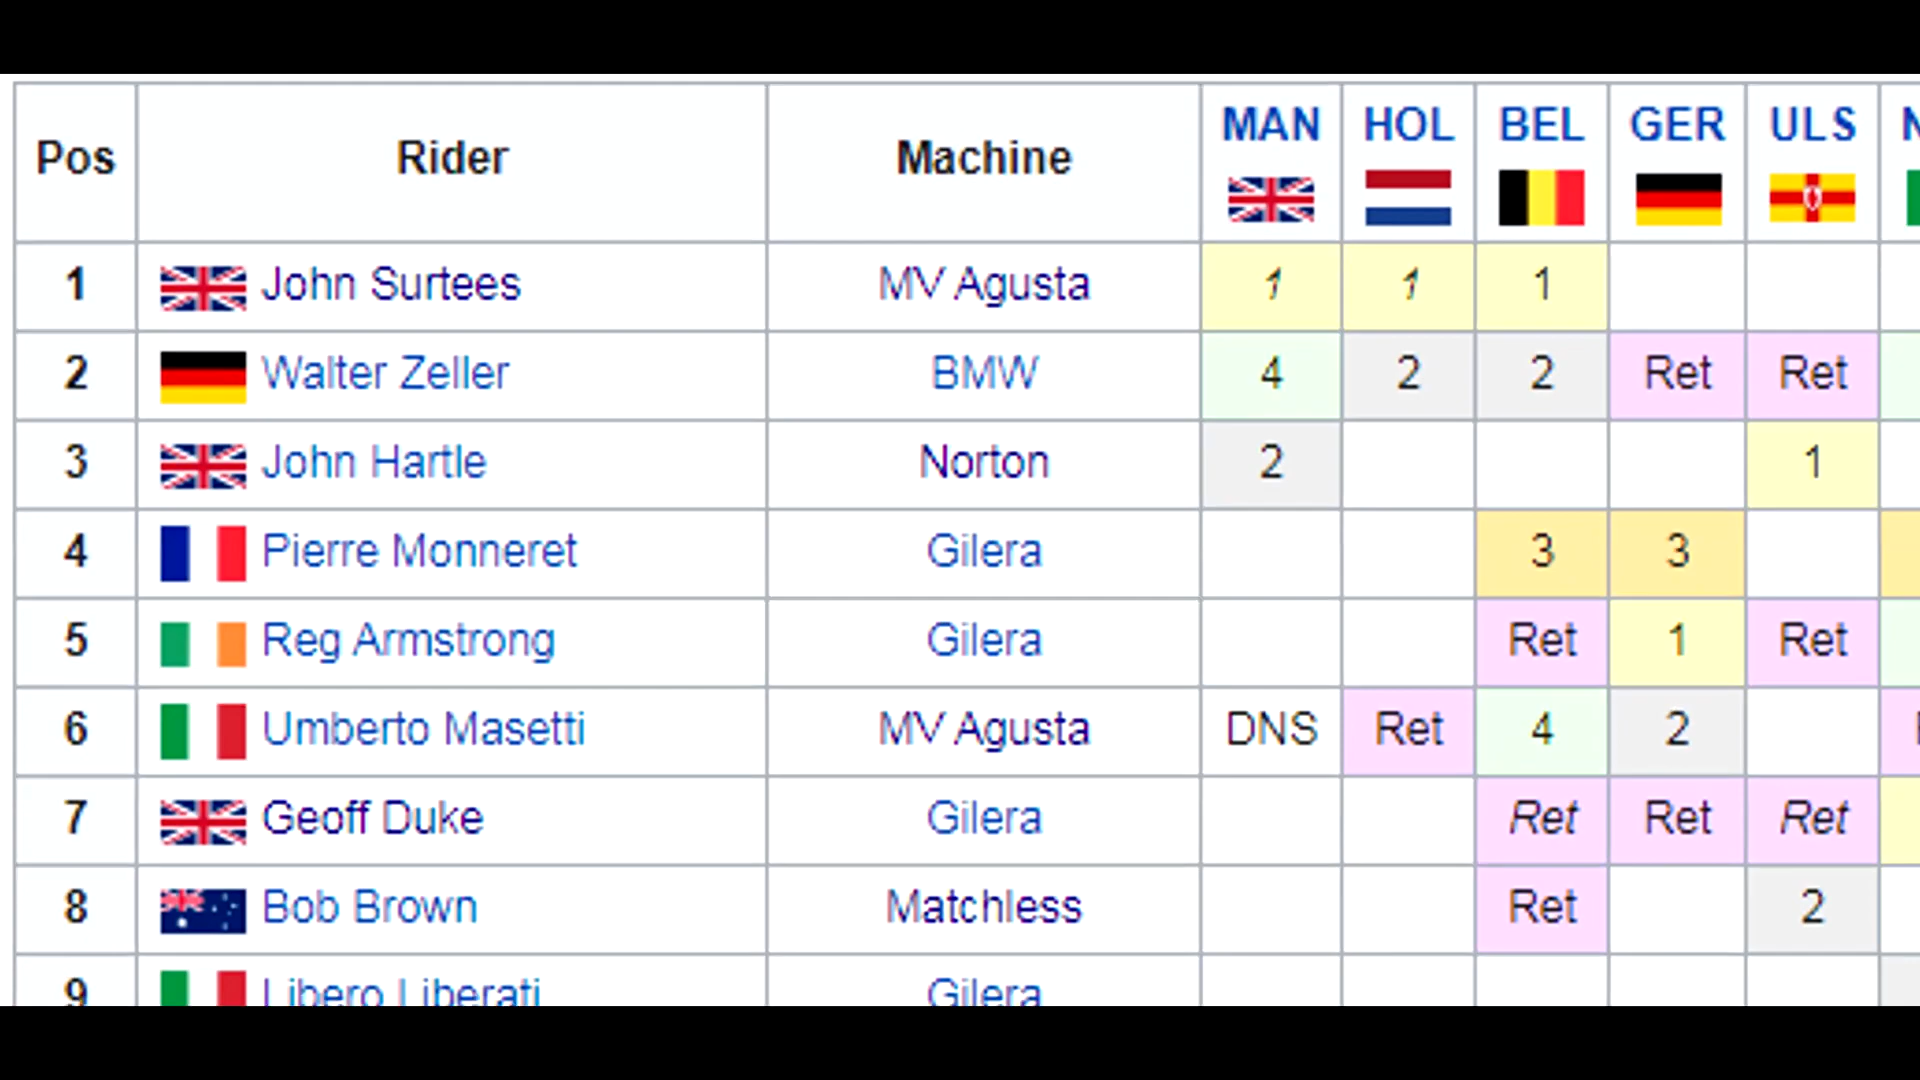 Pos Rider Machine MAN HOL BEL GER ULS
1 John Surtees MV Agusta 1 1 1
2 Walter Zeller BMW 4 2 2 Ret Ret
3 John Hartle Norton 2 1
4 Pierre Monneret Gilera 3 3
5 Reg Armstrong Gilera Ret 1 Ret
6 Umberto Masetti MV Agusta DNS Ret 4 2
7 Geoff Duke Gilera Ret Ret Ret
8 Bob Brown Matchless Ret 2
9 Libero Liberati Gilera